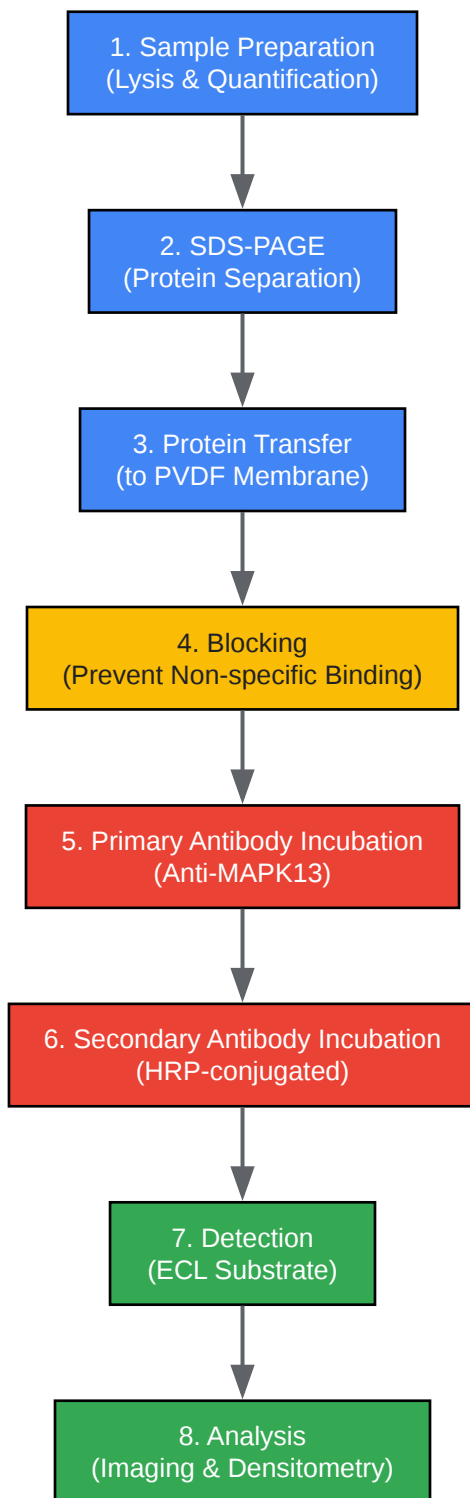 1. Sample Preparation
(Lysis & Quantification)
2. SDS-PAGE
(Protein Separation)
3. Protein Transfer
(to PVDF Membrane)
4. Blocking
(Prevent Non-specific Binding)
5. Primary Antibody Incubation
(Anti-MAPK13)
6. Secondary Antibody Incubation
(HRP-conjugated)
7. Detection
(ECL Substrate)
8. Analysis
(Imaging & Densitometry)